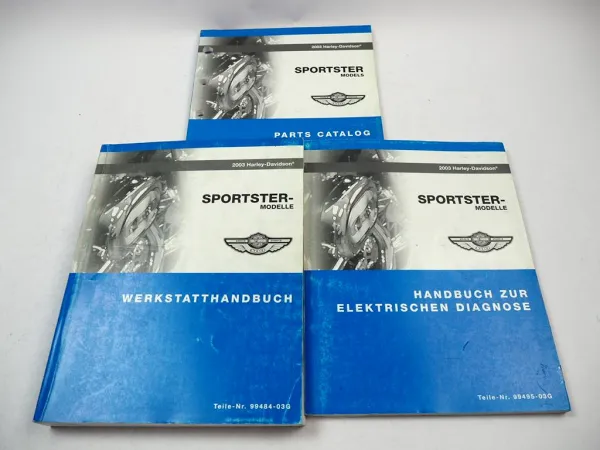 2003 Harley-Davidson®
SPORTSTER
MODELS
PARTS CATALOG
2003 Harley-Davidson®
SPORTSTER-
MODELLE
WERKSTATTHANDBUCH
Teile-Nr. 99484-03G
2003 Harley-Davidson®
SPORTSTER-
MODELLE
HANDBUCH ZUR
ELEKTRISCHEN DIAGNOSE
Teile-Nr. 99495-03G